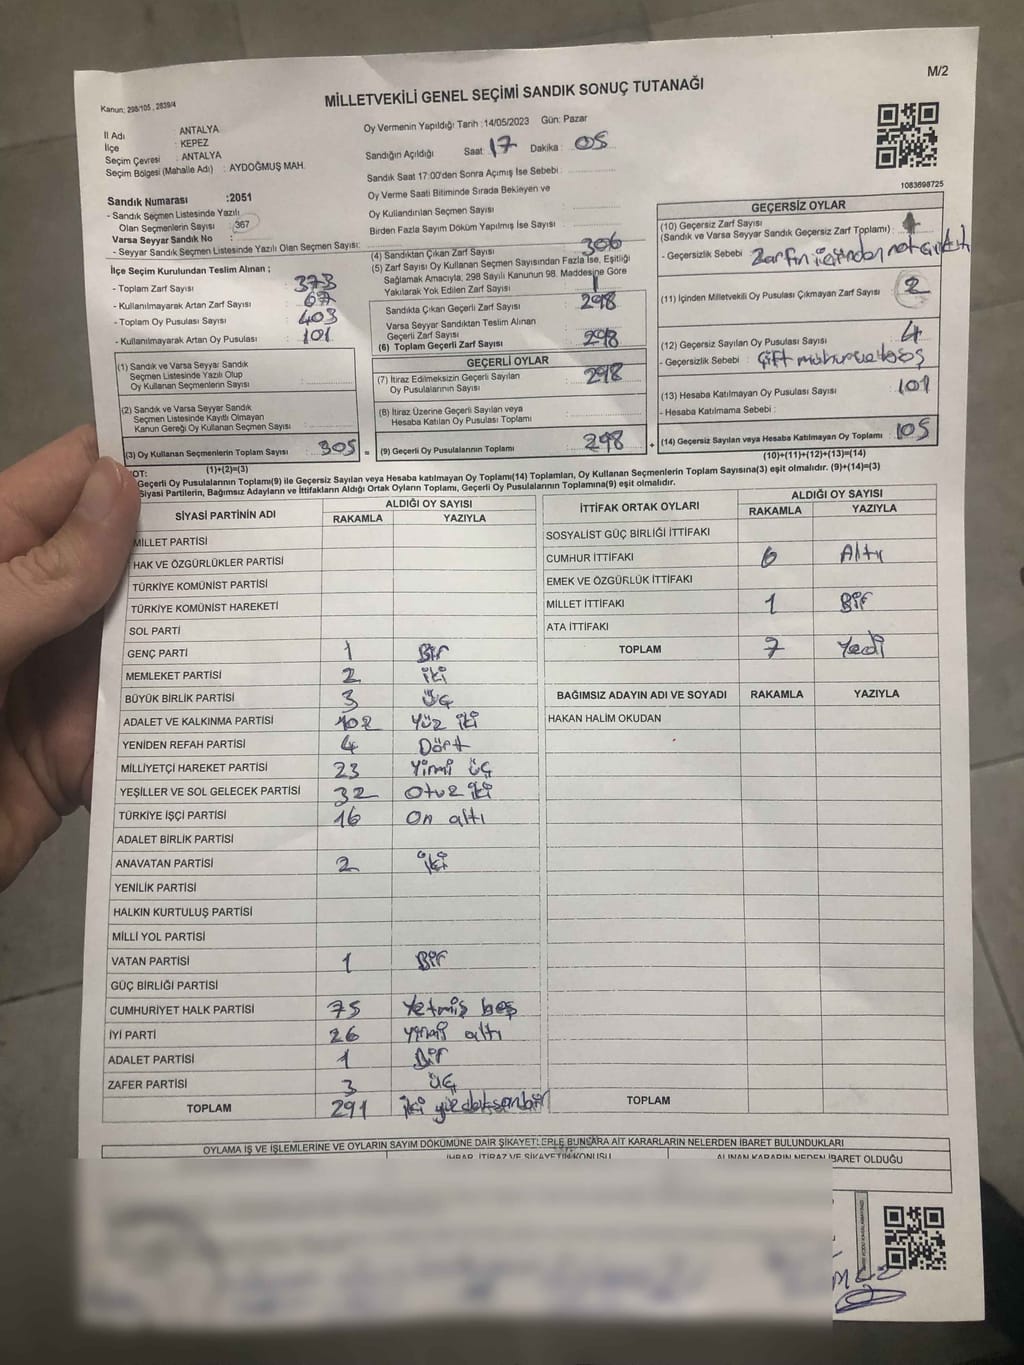 M/2
Kanun; 298/105, 2839/4
MİLLETVEKİLİ GENEL SEÇİMİ SANDIK SONUÇ TUTANAĞI
İl Adı : ANTALYA
İlçe : KEPEZ
Seçim Çevresi : ANTALYA
Seçim Bölgesi (Mahalle Adı) : AYDOĞMUŞ MAH.
Sandık Numarası :2051
- Sandık Seçmen Listesinde Yazılı
Olan Seçmenlerin Sayısı : 367
Varsa Seyyar Sandık No :
- Seyyar Sandık Seçmen Listesinde Yazılı Olan Seçmen Sayısı:
Oy Vermenin Yapıldığı Tarih : 14/05/2023 Gün: Pazar
Sandığın Açıldığı Saat : 17 Dakika : 05
Sandık Saat 17:00'den Sonra Açımış İse Sebebi :
Oy Verme Saati Bitiminde Sırada Bekleyen ve
Oy Kullandırılan Seçmen Sayısı
Birden Fazla Sayım Döküm Yapılmış İse Sayısı :
1083698725
İlçe Seçim Kurulundan Teslim Alınan ;
- Toplam Zarf Sayısı : 373
- Kullanılmayarak Artan Zarf Sayısı : 67
- Toplam Oy Pusulası Sayısı : 403
- Kullanılmayarak Artan Oy Pusulası : 101
(1) Sandık ve Varsa Seyyar Sandık
Seçmen Listesinde Yazılı Olup
Oy Kullanan Seçmenlerin Sayısı :
(2) Sandık ve Varsa Seyyar Sandık
Seçmen Listesinde Kayıtlı Olmayan
Kanun Gereği Oy Kullanan Seçmen Sayısı :
(3) Oy Kullanan Seçmenlerin Toplam Sayısı : 305 =
(1)+(2)=(3)
(4) Sandıktan Çıkan Zarf Sayısı : 306
(5) Zarf Sayısı Oy Kullanan Seçmen Sayısından Fazla İse, Eşitliği
Sağlamak Amacıyla, 298 Sayılı Kanunun 98. Maddesine Göre
Yakılarak Yok Edilen Zarf Sayısı : 1
Sandıkta Çıkan Geçerli Zarf Sayısı : 298
Varsa Seyyar Sandıktan Teslim Alınan
Geçerli Zarf Sayısı :
(6) Toplam Geçerli Zarf Sayısı : 298
GEÇERLİ OYLAR
(7) İtiraz Edilmeksizin Geçerli Sayılan
Oy Pusulalarının Sayısı : 298
(8) İtiraz Üzerine Geçerli Sayılan veya
Hesaba Katılan Oy Pusulası Toplamı :
(9) Geçerli Oy Pusulalarının Toplamı : 298 +
GEÇERSİZ OYLAR
(10) Geçersiz Zarf Sayısı
(Sandık ve Varsa Seyyar Sandık Geçersiz Zarf Toplamı) :
- Geçersizlik Sebebi : Zarfın içinden not çıktı
(11) İçinden Milletvekili Oy Pusulası Çıkmayan Zarf Sayısı : 2
(12) Geçersiz Sayılan Oy Pusulası Sayısı : 4
- Geçersizlik Sebebi : Çift mühür
(13) Hesaba Katılmayan Oy Pusulası Sayısı : 101
- Hesaba Katılmama Sebebi :
(14) Geçersiz Sayılan veya Hesaba Katılmayan Oy Toplamı : 105
(10)+(11)+(12)+(13)=(14)
NOT:
Geçerli Oy Pusulalarının Toplamı(9) ile Geçersiz Sayılan veya Hesaba katılmayan Oy Toplamı(14) Toplamları, Oy Kullanan Seçmenlerin Toplam Sayısına(3) eşit olmalıdır. (9)+(14)=(3)
Siyasi Partilerin, Bağımsız Adayların ve İttifakların Aldığı Ortak Oyların Toplamı, Geçerli Oy Pusulalarının Toplamına(9) eşit olmalıdır.
SİYASİ PARTİNİN ADI ALDIĞI OY SAYISI
RAKAMLA YAZIYLA
MİLLET PARTİSİ
HAK VE ÖZGÜRLÜKLER PARTİSİ
TÜRKİYE KOMÜNİST PARTİSİ
TÜRKİYE KOMÜNİST HAREKETİ
SOL PARTİ
GENÇ PARTİ 1 Bir
MEMLEKET PARTİSİ 2 iki
BÜYÜK BİRLİK PARTİSİ 3 üç
ADALET VE KALKINMA PARTİSİ 102 Yüz iki
YENİDEN REFAH PARTİSİ 4 Dört
MİLLİYETÇİ HAREKET PARTİSİ 23 Yirmi üç
YEŞİLLER VE SOL GELECEK PARTİSİ 32 Otuz iki
TÜRKİYE İŞÇİ PARTİSİ 16 On altı
ADALET BİRLİK PARTİSİ
ANAVATAN PARTİSİ 2 iki
YENİLİK PARTİSİ
HALKIN KURTULUŞ PARTİSİ
MİLLİ YOL PARTİSİ
VATAN PARTİSİ 1 Bir
GÜÇ BİRLİĞİ PARTİSİ
CUMHURİYET HALK PARTİSİ 75 Yetmiş beş
İYİ PARTİ 26 yirmi altı
ADALET PARTİSİ 1 Bir
ZAFER PARTİSİ 3 üç
TOPLAM 291 iki yüz doksan bir
İTTİFAK ORTAK OYLARI ALDIĞI OY SAYISI
RAKAMLA YAZIYLA
SOSYALİST GÜÇ BİRLİĞİ İTTİFAKI
CUMHUR İTTİFAKI 6 Altı
EMEK VE ÖZGÜRLÜK İTTİFAKI
MİLLET İTTİFAKI 1 Bir
ATA İTTİFAKI
TOPLAM 7 Yedi
BAĞIMSIZ ADAYIN ADI VE SOYADI RAKAMLA YAZIYLA
HAKAN HALİM OKUDAN
TOPLAM
OYLAMA İŞ VE İŞLEMLERİNE VE OYLARIN SAYIM DÖKÜMÜNE DAİR ŞİKAYETLERLE BUNLARA AİT KARARLARIN NELERDEN İBARET BULUNDUKLARI
İHBAR, İTİRAZ VE ŞİKAYETİN KONUSU ALINAN KARARIN NEDEN İBARET OLDUĞU